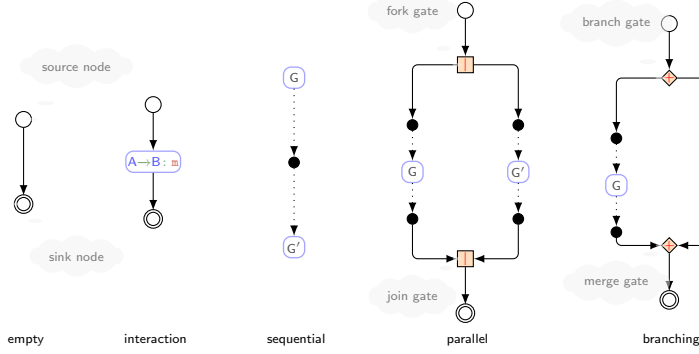 fork gate
branch gate
source node
|
+
G
A→B: m
G
G′
G
G′
sink node
|
+
merge gate
join gate
empty
interaction
sequential
parallel
branching